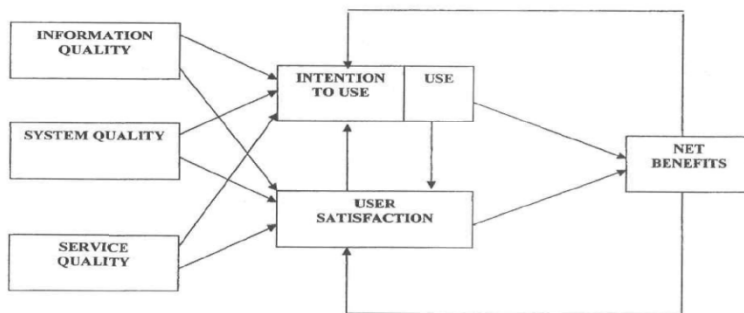 INFORMATION
QUALITY
INTENTION
TO USE
USE
SYSTEM QUALITY
NET
BENEFITS
USER
SATISFACTION
SERVICE
QUALITY